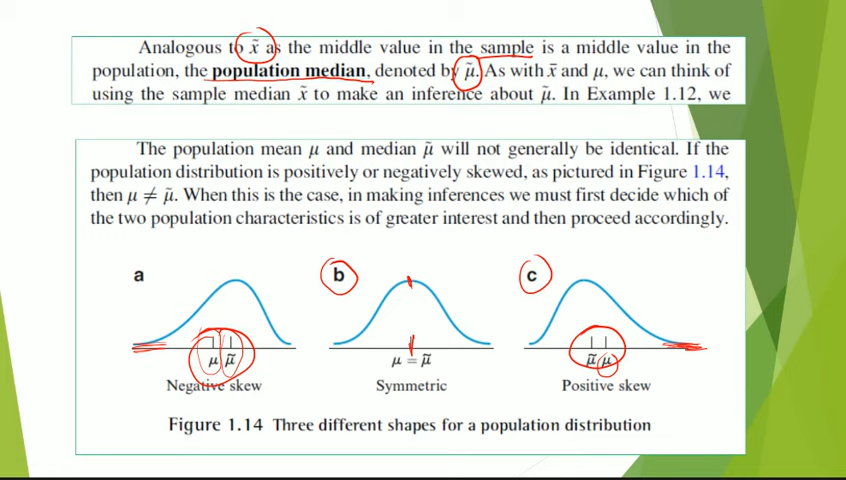 Analogous to x̃ as the middle value in the sample is a middle value in the
population, the population median, denoted by μ̃. As with x̄ and μ, we can think of
using the sample median x̃ to make an inference about μ̃. In Example 1.12, we
The population mean μ and median μ̃ will not generally be identical. If the
population distribution is positively or negatively skewed, as pictured in Figure 1.14,
then μ ≠ μ̃. When this is the case, in making inferences we must first decide which of
the two population characteristics is of greater interest and then proceed accordingly.
a b c
μ μ̃ μ = μ̃ μ̃ μ
Negative skew Symmetric Positive skew
Figure 1.14 Three different shapes for a population distribution